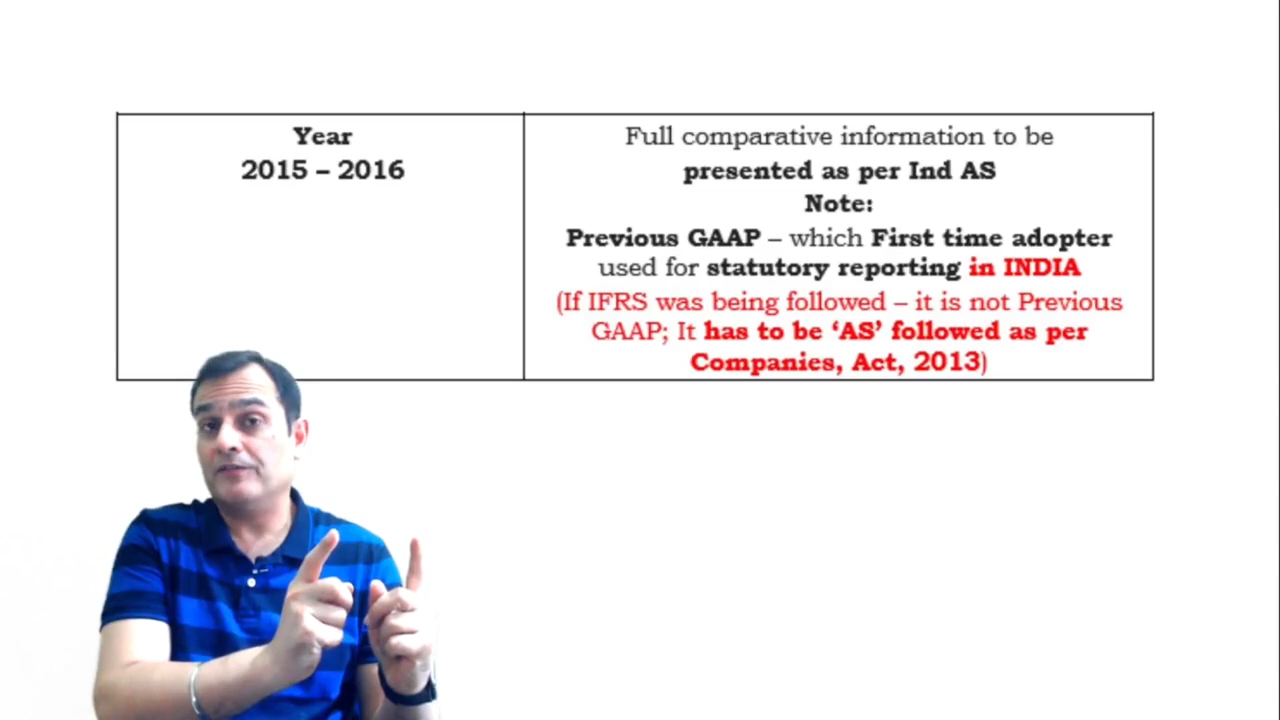 Year
2015 – 2016
Full comparative information to be
presented as per Ind AS
Note:
Previous GAAP – which First time adopter
used for statutory reporting in INDIA
(If IFRS was being followed – it is not Previous
GAAP; It has to be ‘AS’ followed as per
Companies, Act, 2013)